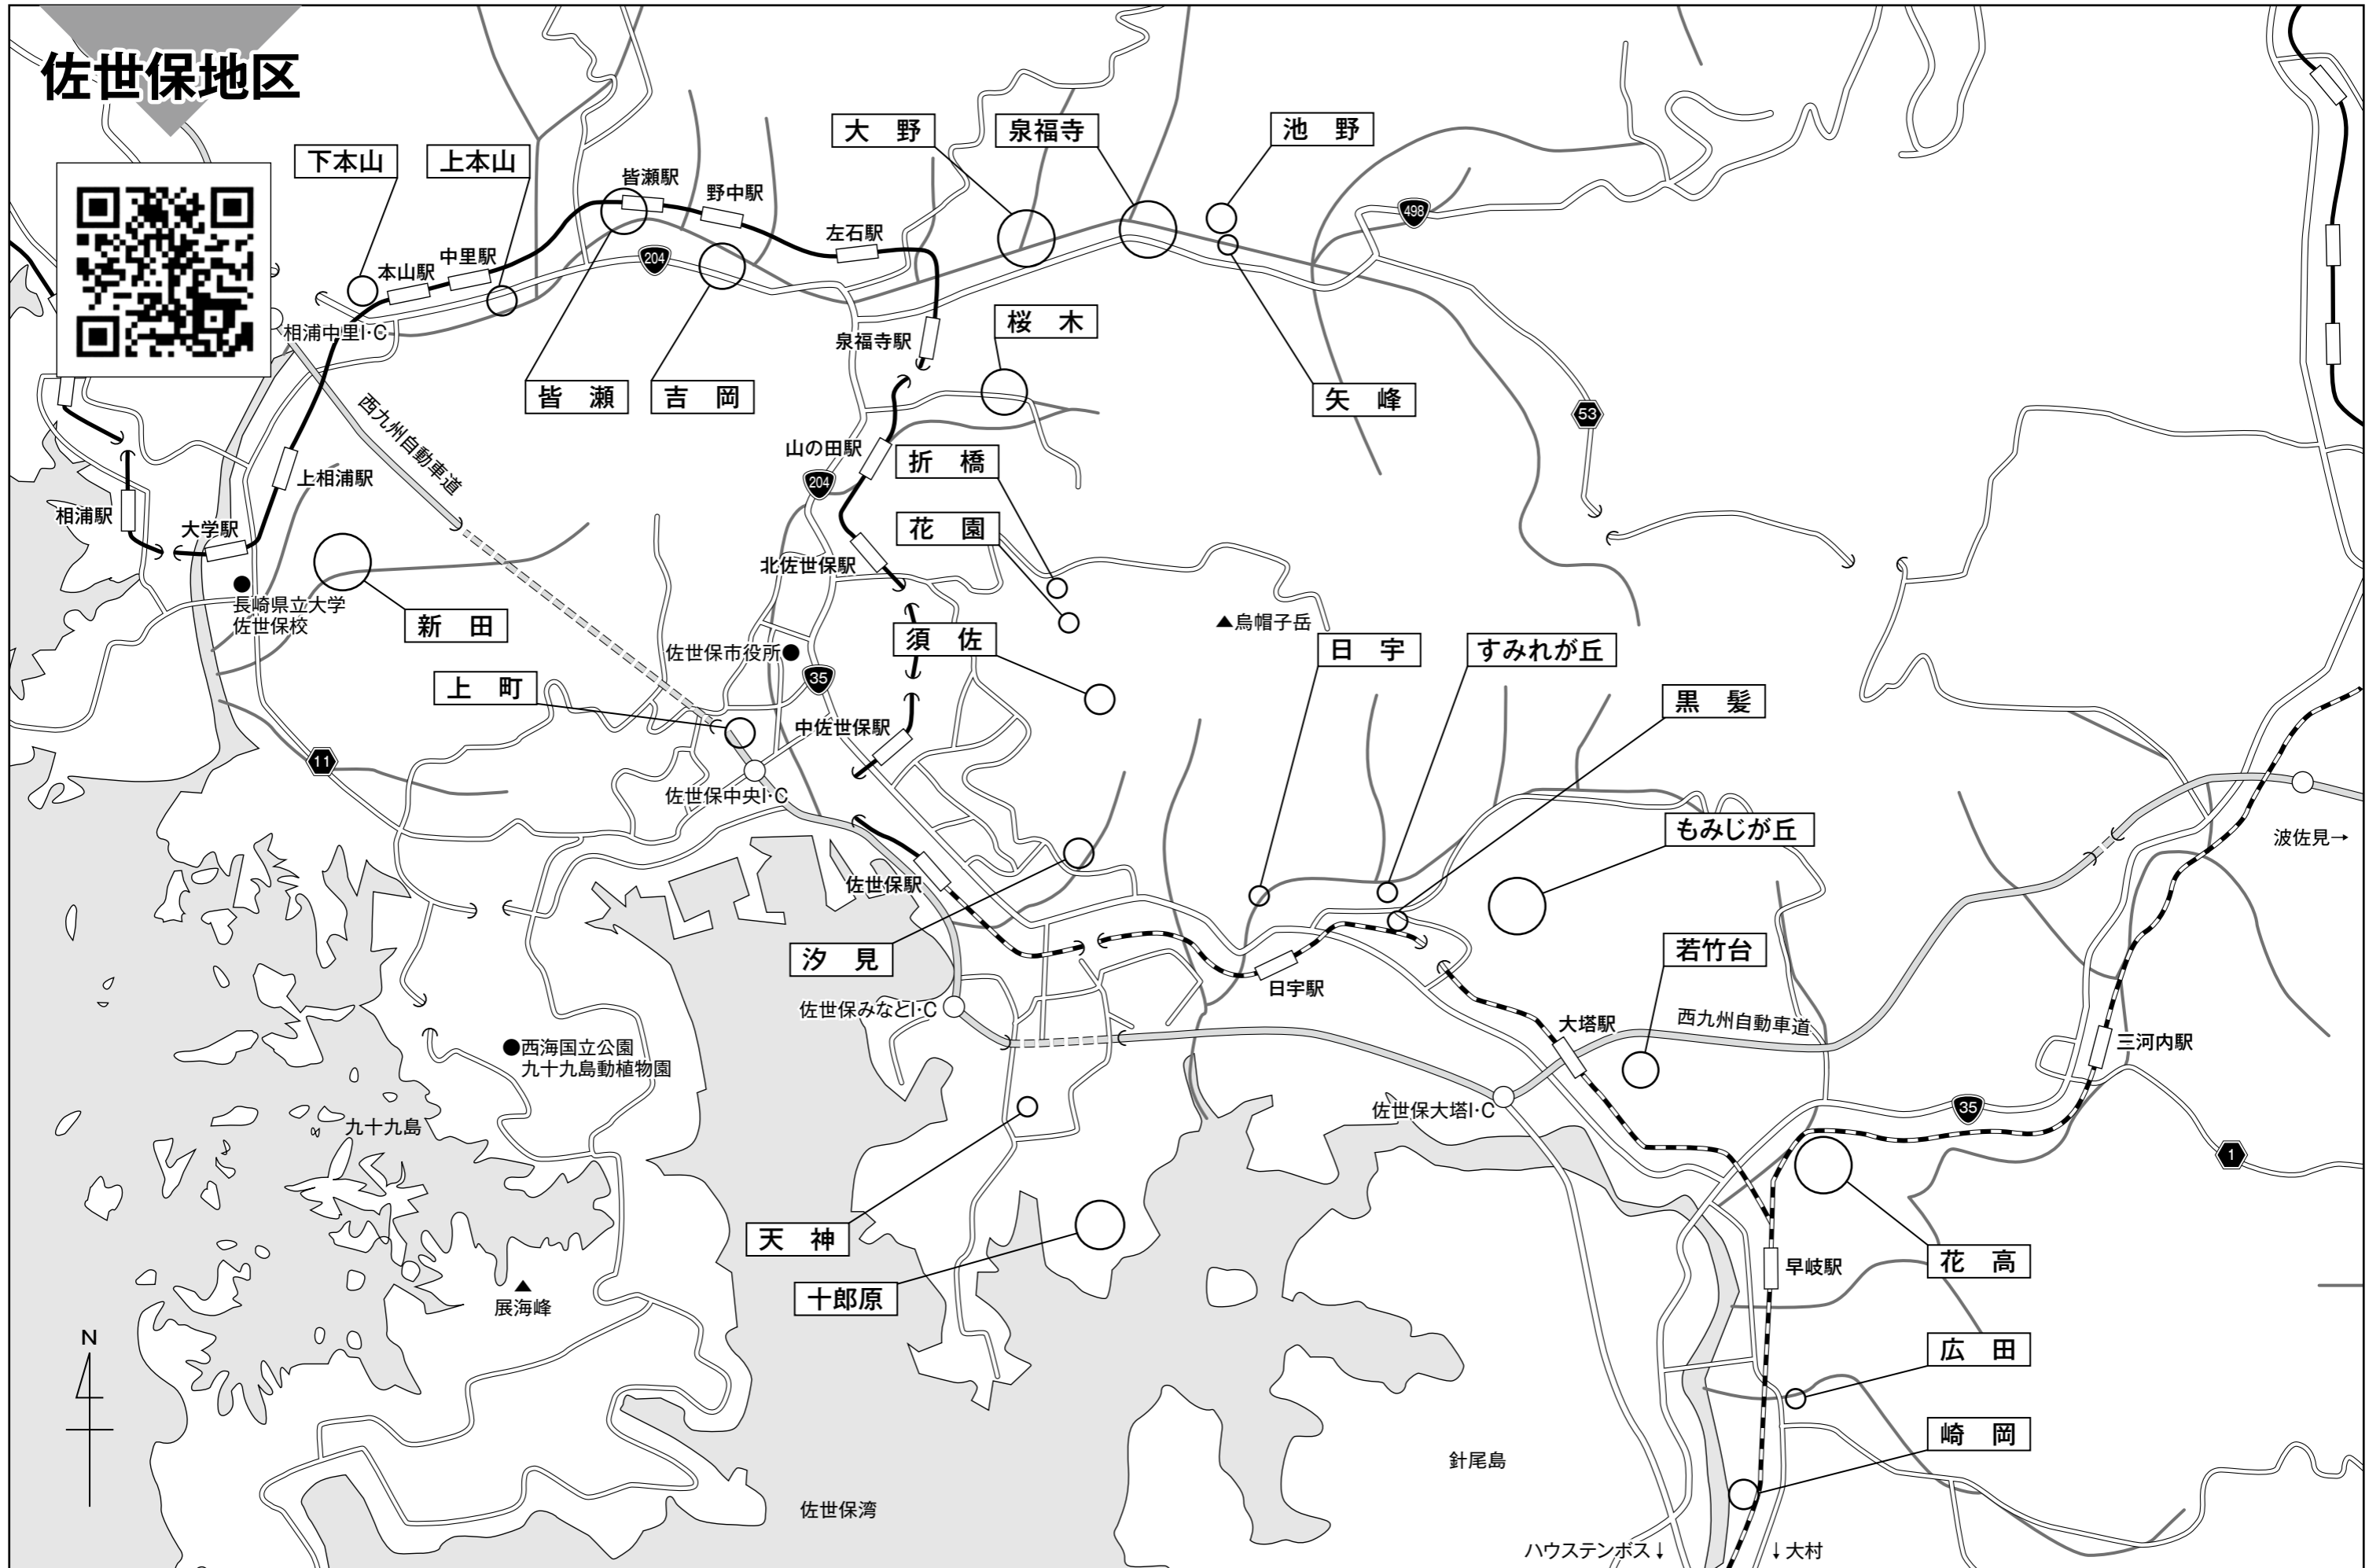 佐世保地区
下本山
上本山
大　野
泉福寺
池　野
皆瀬駅
野中駅
左石駅
498
本山駅
中里駅
204
相浦中里I・C
泉福寺駅
桜　木
皆　瀬
吉　岡
矢　峰
53
西九州自動車道
山の田駅
折　橋
204
上相浦駅
相浦駅
大学駅
花　園
北佐世保駅
長崎県立大学
佐世保校
新　田
▲烏帽子岳
須　佐
日　宇
すみれが丘
佐世保市役所●
上　町
35
黒　髪
中佐世保駅
11
佐世保中央I・C
もみじが丘
波佐見→
佐世保駅
汐　見
若竹台
日宇駅
佐世保みなとI・C
大塔駅
西九州自動車道
三河内駅
●西海国立公園
九十九島動植物園
九十九島
佐世保大塔I・C
35
1
天　神
十郎原
早岐駅
花　高
▲
展海峰
N
広　田
崎　岡
針尾島
佐世保湾
ハウステンボス↓
↓大村